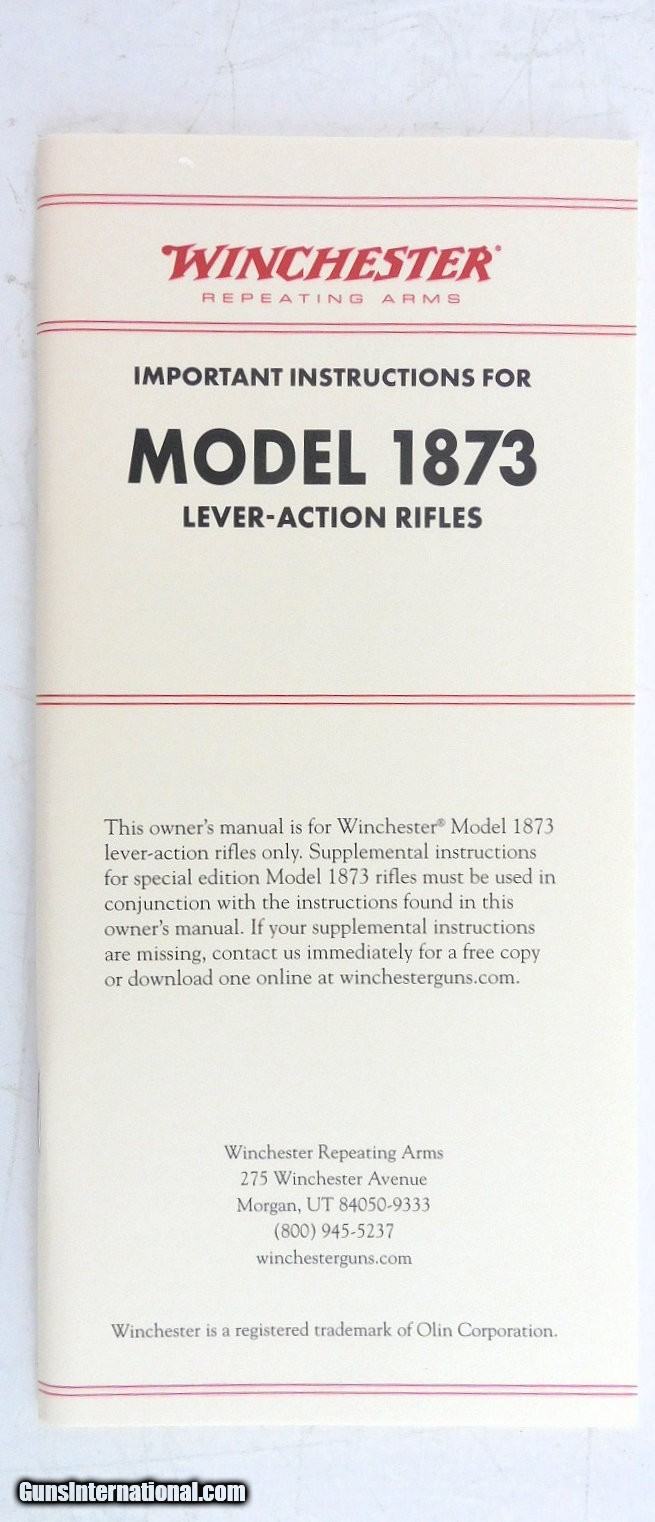 WINCHESTER®
REPEATING ARMS
IMPORTANT INSTRUCTIONS FOR
MODEL 1873
LEVER-ACTION RIFLES
This owner's manual is for Winchester® Model 1873
lever-action rifles only. Supplemental instructions
for special edition Model 1873 rifles must be used in
conjunction with the instructions found in this
owner's manual. If your supplemental instructions
are missing, contact us immediately for a free copy
or download one online at winchesterguns.com.
Winchester Repeating Arms
275 Winchester Avenue
Morgan, UT 84050-9333
(800) 945-5237
winchesterguns.com
Winchester is a registered trademark of Olin Corporation.
GunsInternational.com